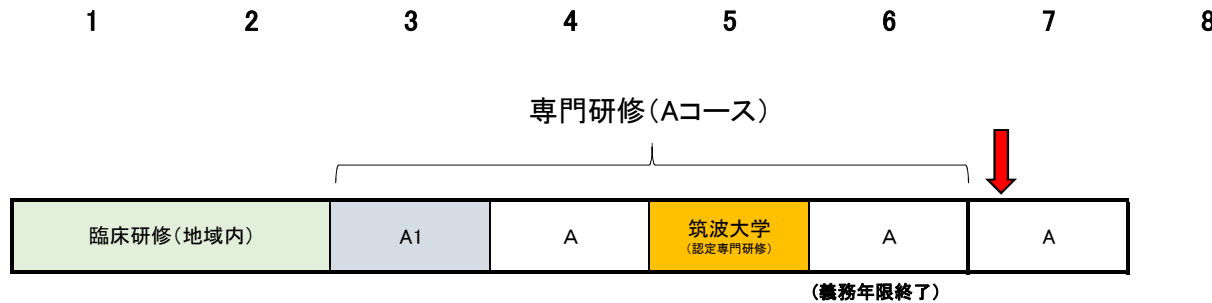 1 2 3 4 5 6 7 8
専門研修（Aコース）
臨床研修（地域内） A1 A 筑波大学 A A
（認定専門研修）
（義務年限終了）